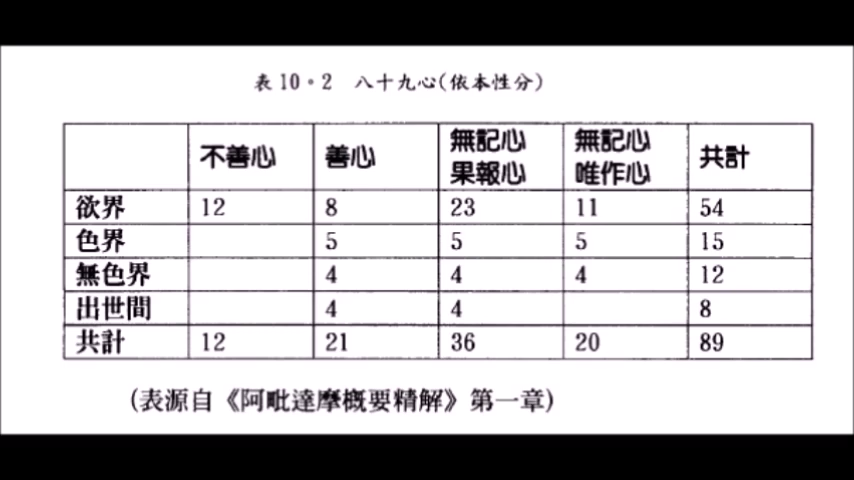 表10。2 八十九心(依本性分)
不善心 善心 無記心果報心 無記心唯作心 共計
欲界 12 8 23 11 54
色界 5 5 5 15
無色界 4 4 4 12
出世間 4 4 8
共計 12 21 36 20 89
(表源自《阿毗達摩概要精解》第一章)